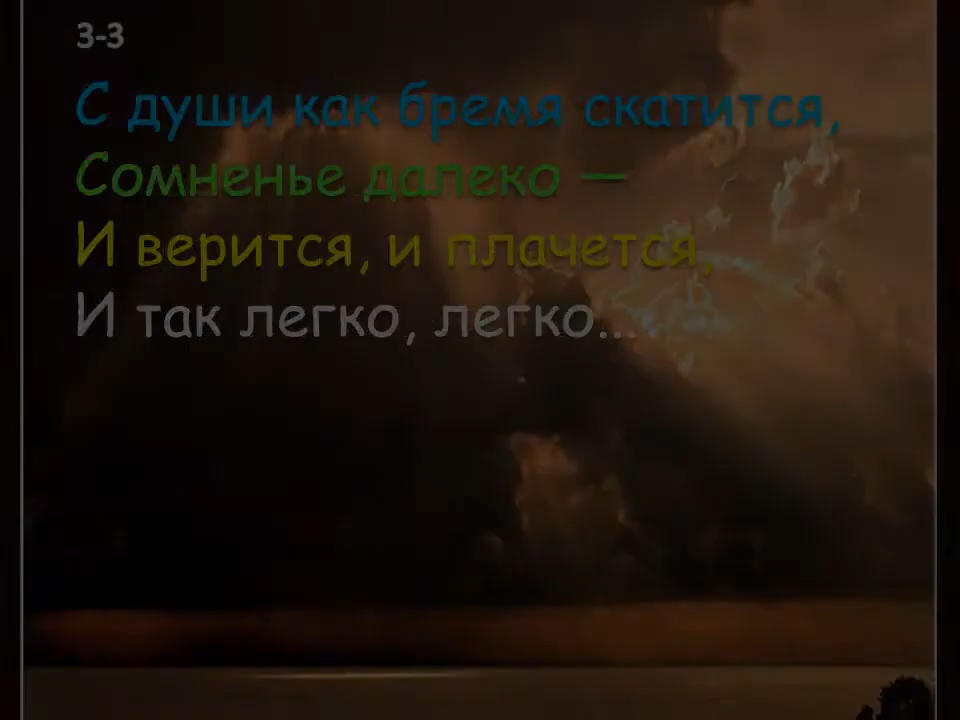 3-3
С души как бремя скатится,
Сомненье далеко —
И верится, и плачется,
И так легко, легко...